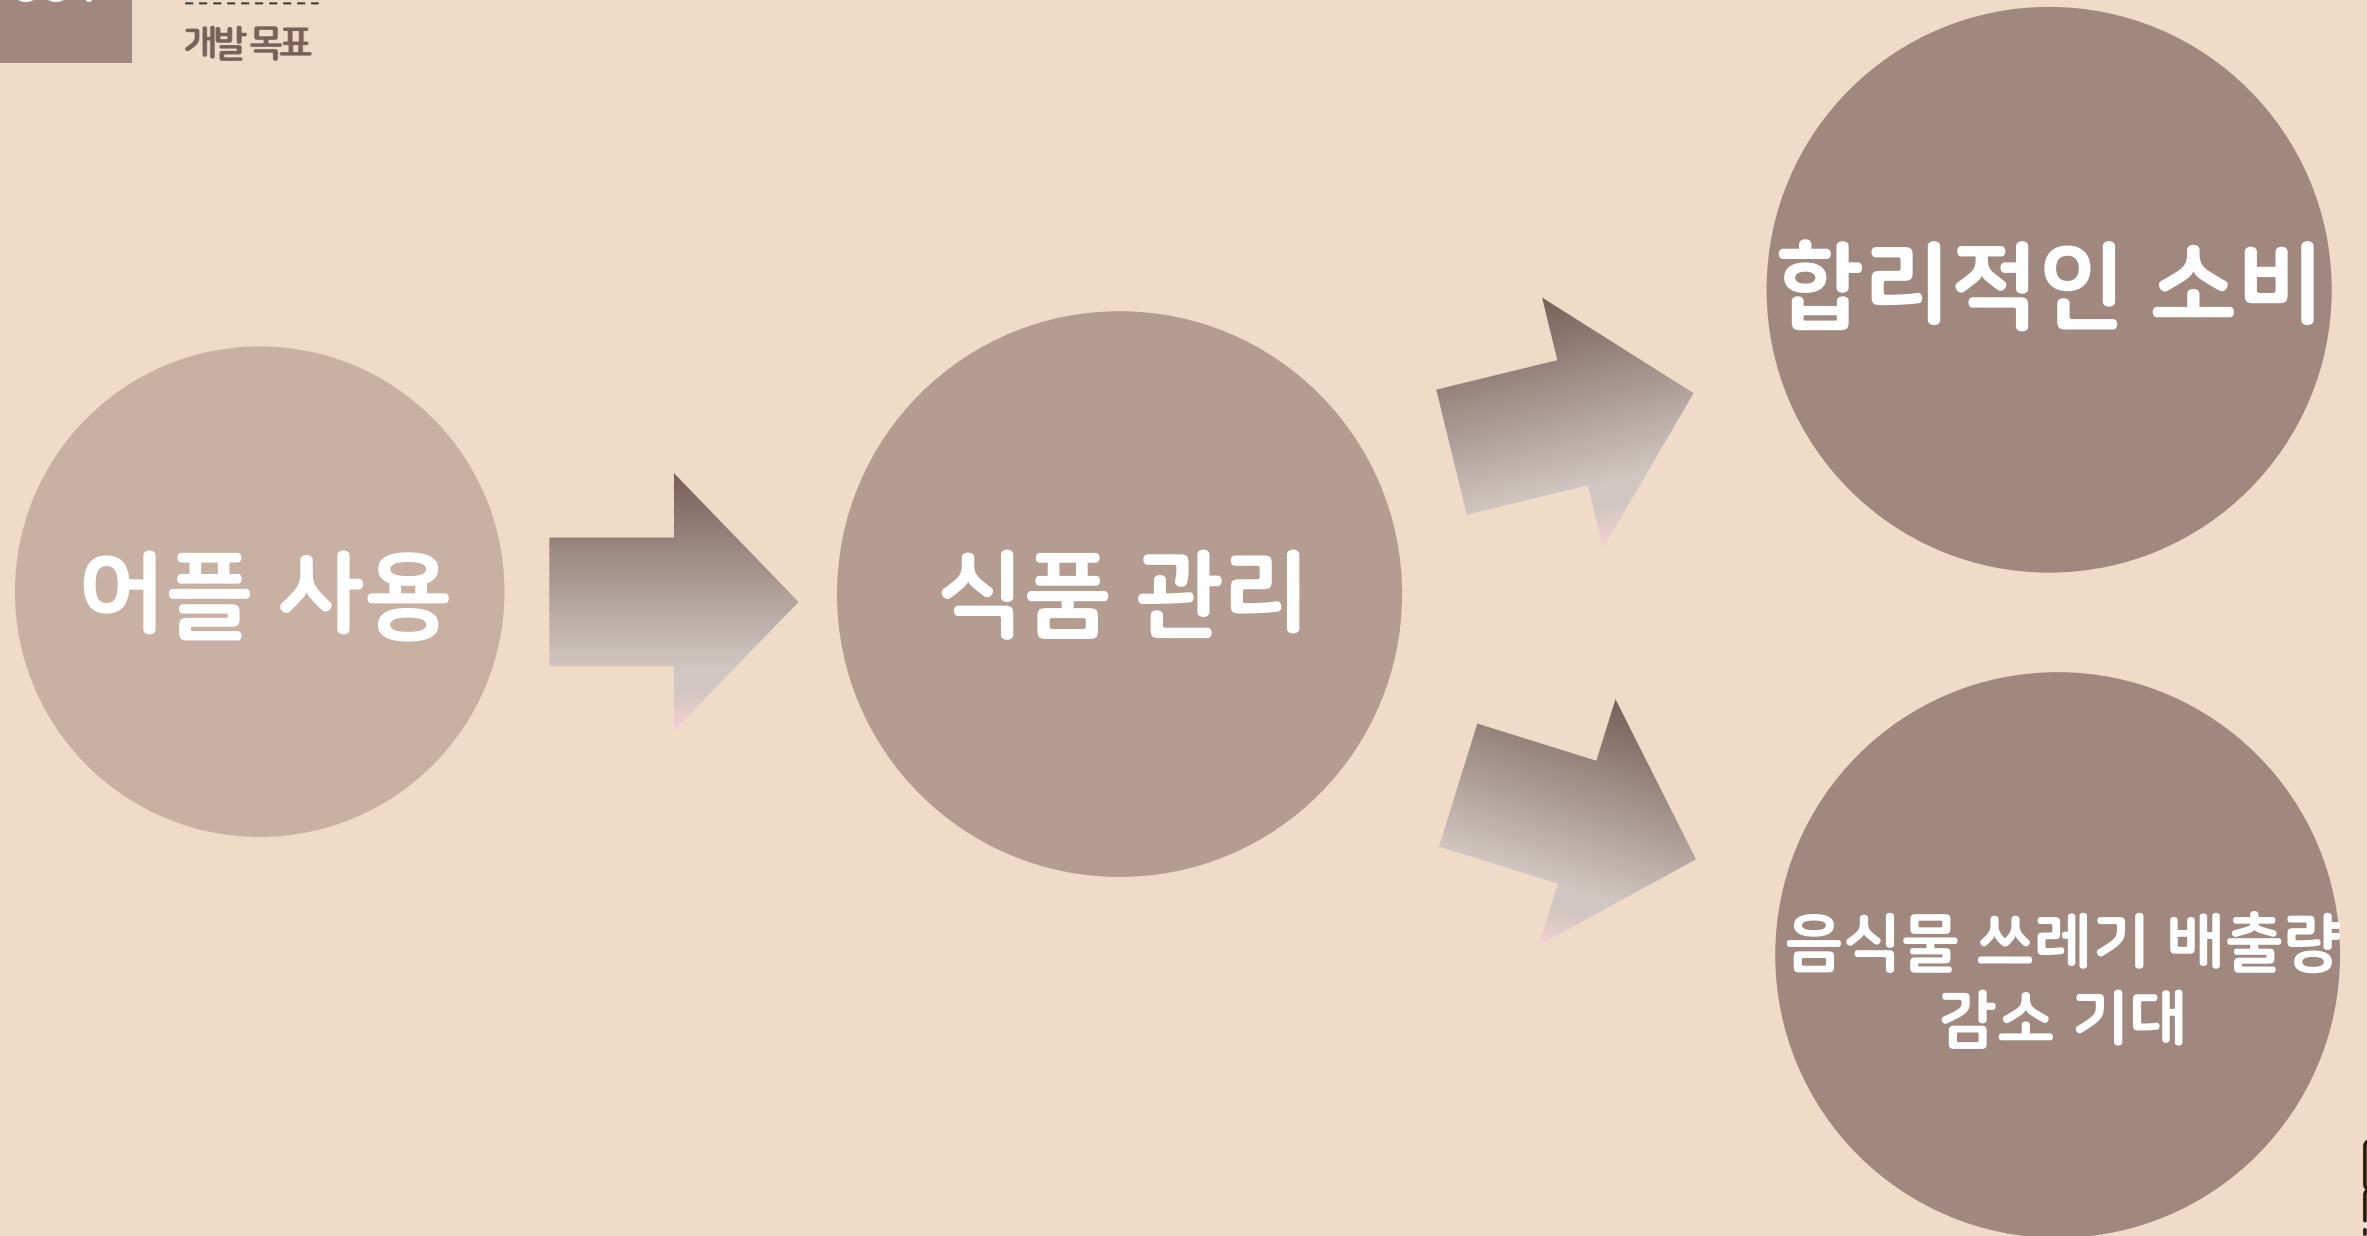 개발 목표
어플 사용
식품 관리
합리적인 소비
음식물 쓰레기 배출량
감소 기대